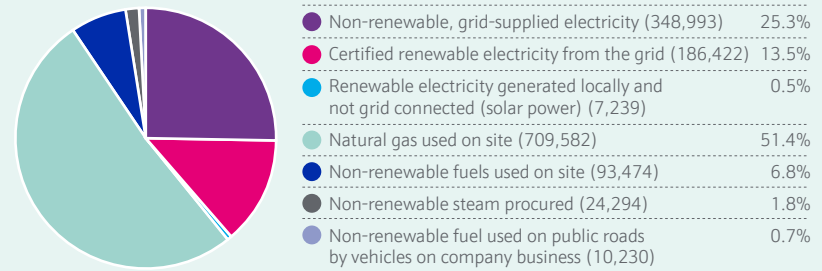 Non-renewable, grid-supplied electricity (348,993) 25.3%
Certified renewable electricity from the grid (186,422) 13.5%
Renewable electricity generated locally and 0.5%
not grid connected (solar power) (7,239)
Natural gas used on site (709,582) 51.4%
Non-renewable fuels used on site (93,474) 6.8%
Non-renewable steam procured (24,294) 1.8%
Non-renewable fuel used on public roads 0.7%
by vehicles on company business (10,230)